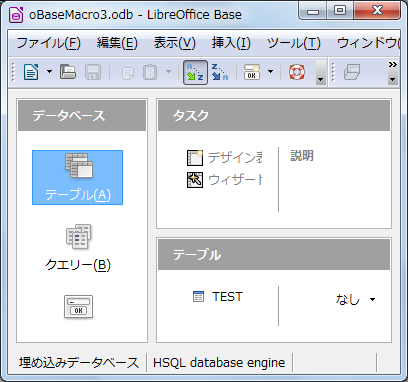 oBaseMacro3.odb - LibreOffice Base
ファイル(F) 編集(E) 表示(V) 挿入(I) ツール(T) ウィンドウ(
データベース
タスク
デザイン
ウィザート
説明
テーブル(A)
クエリー(B)
OK
テーブル
TEST
なし
埋め込みデータベース HSQL database engine